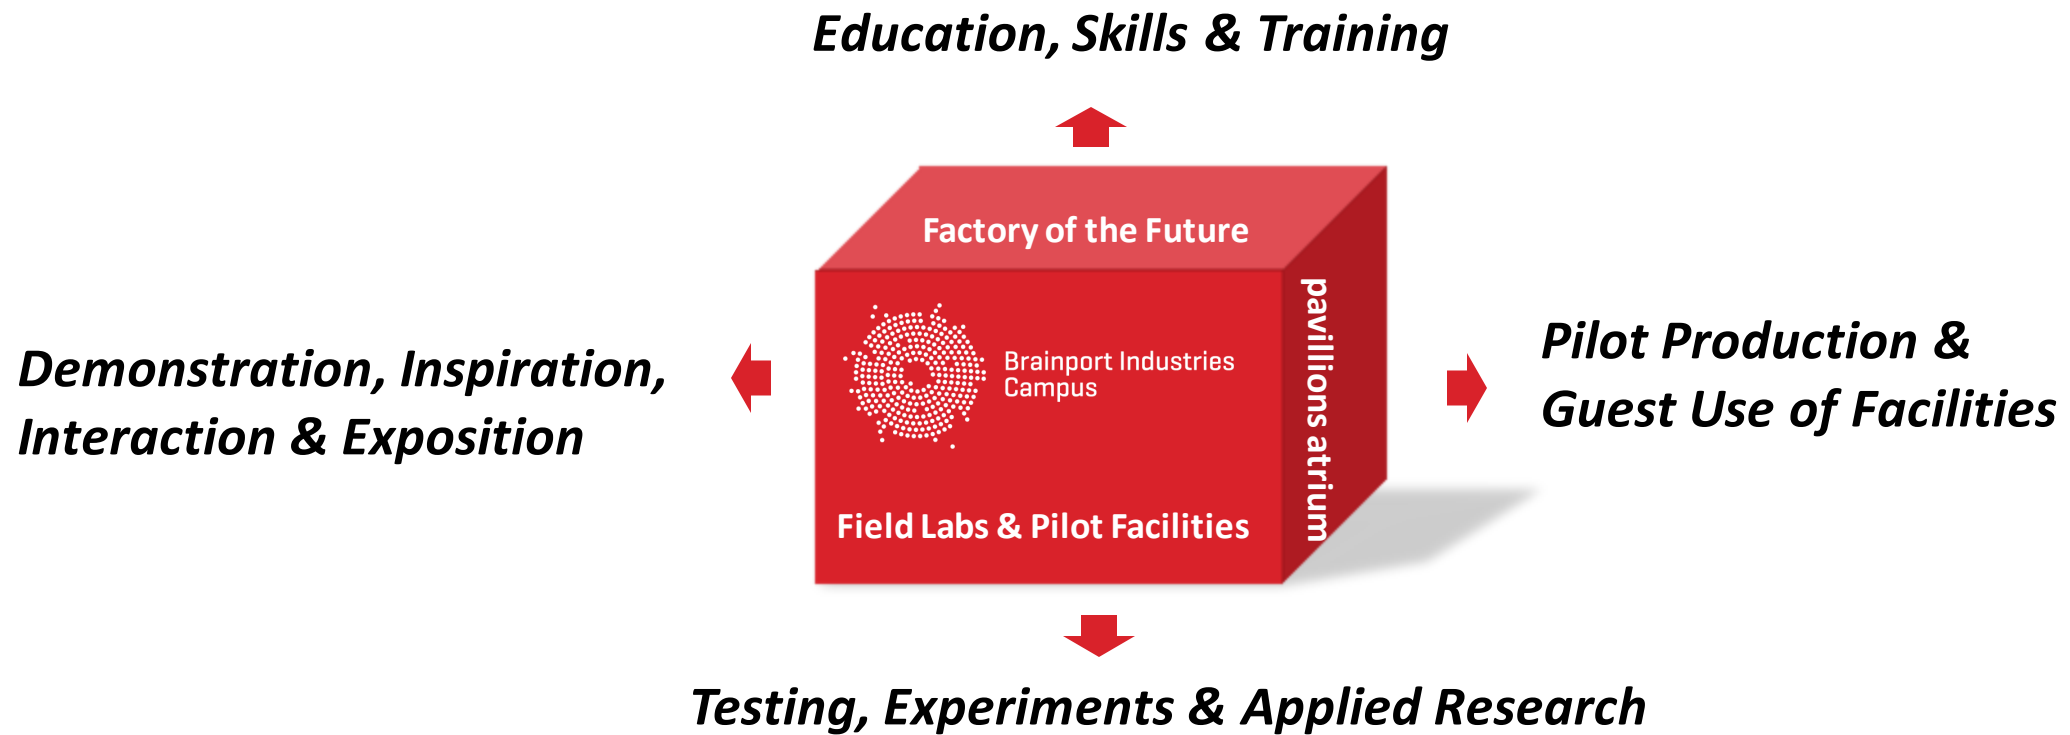 Education, Skills & Training
Factory of the Future
Demonstration, Inspiration,
Interaction & Exposition
Brainport Industries
Campus
Field Labs & Pilot Facilities
pavillions atrium
Pilot Production &
Guest Use of Facilities
Testing, Experiments & Applied Research